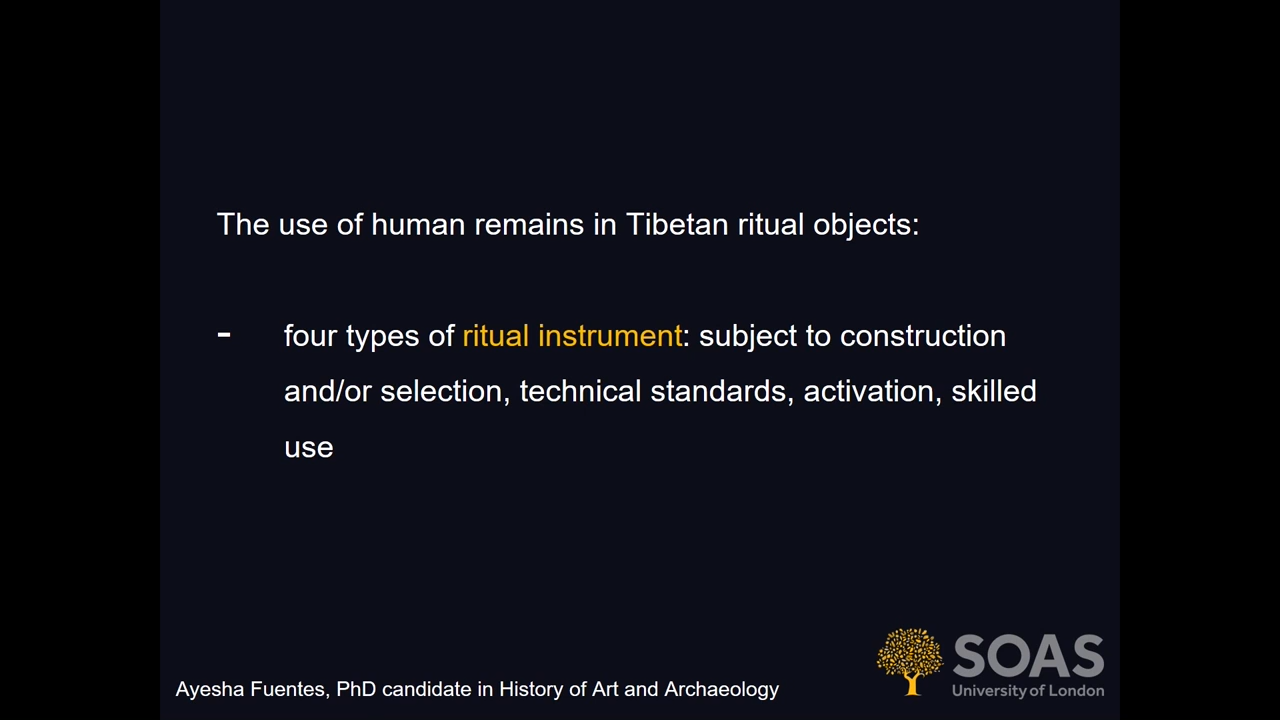 The use of human remains in Tibetan ritual objects:
- four types of ritual instrument: subject to construction
and/or selection, technical standards, activation, skilled
use
Ayesha Fuentes, PhD candidate in History of Art and Archaeology
SOAS
University of London